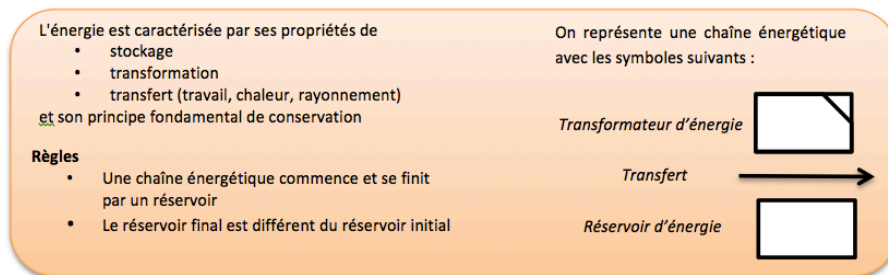 L'énergie est caractérisée par ses propriétés de
• stockage
• transformation
• transfert (travail, chaleur, rayonnement)
et son principe fondamental de conservation
Règles
• Une chaîne énergétique commence et se finit
par un réservoir
• Le réservoir final est différent du réservoir initial
On représente une chaîne énergétique
avec les symboles suivants :
Transformateur d'énergie
Transfert
Réservoir d'énergie